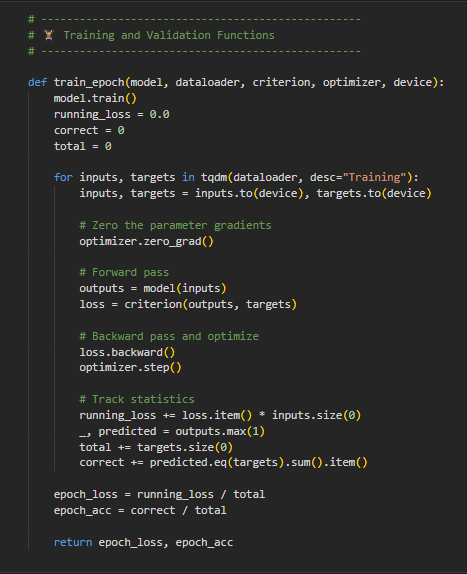 # -------------------------------------------------
# 🏋 Training and Validation Functions
# -------------------------------------------------
def train_epoch(model, dataloader, criterion, optimizer, device):
    model.train()
    running_loss = 0.0
    correct = 0
    total = 0
    for inputs, targets in tqdm(dataloader, desc="Training"):
        inputs, targets = inputs.to(device), targets.to(device)
        # Zero the parameter gradients
        optimizer.zero_grad()
        # Forward pass
        outputs = model(inputs)
        loss = criterion(outputs, targets)
        # Backward pass and optimize
        loss.backward()
        optimizer.step()
        # Track statistics
        running_loss += loss.item() * inputs.size(0)
        _, predicted = outputs.max(1)
        total += targets.size(0)
        correct += predicted.eq(targets).sum().item()
    epoch_loss = running_loss / total
    epoch_acc = correct / total
    return epoch_loss, epoch_acc